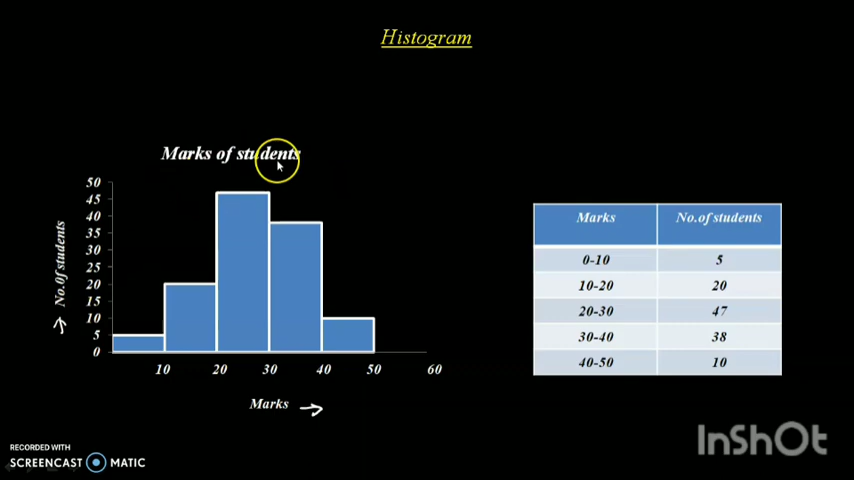 Histogram
Marks of students
50
45
40
35
30
25
20
15
10
5
0
No.0f students
10 20 30 40 50 60
Marks
Marks No.of students
0-10 5
10-20 20
20-30 47
30-40 38
40-50 10
RECORDED WITH
SCREENCAST MATIC
InShOt